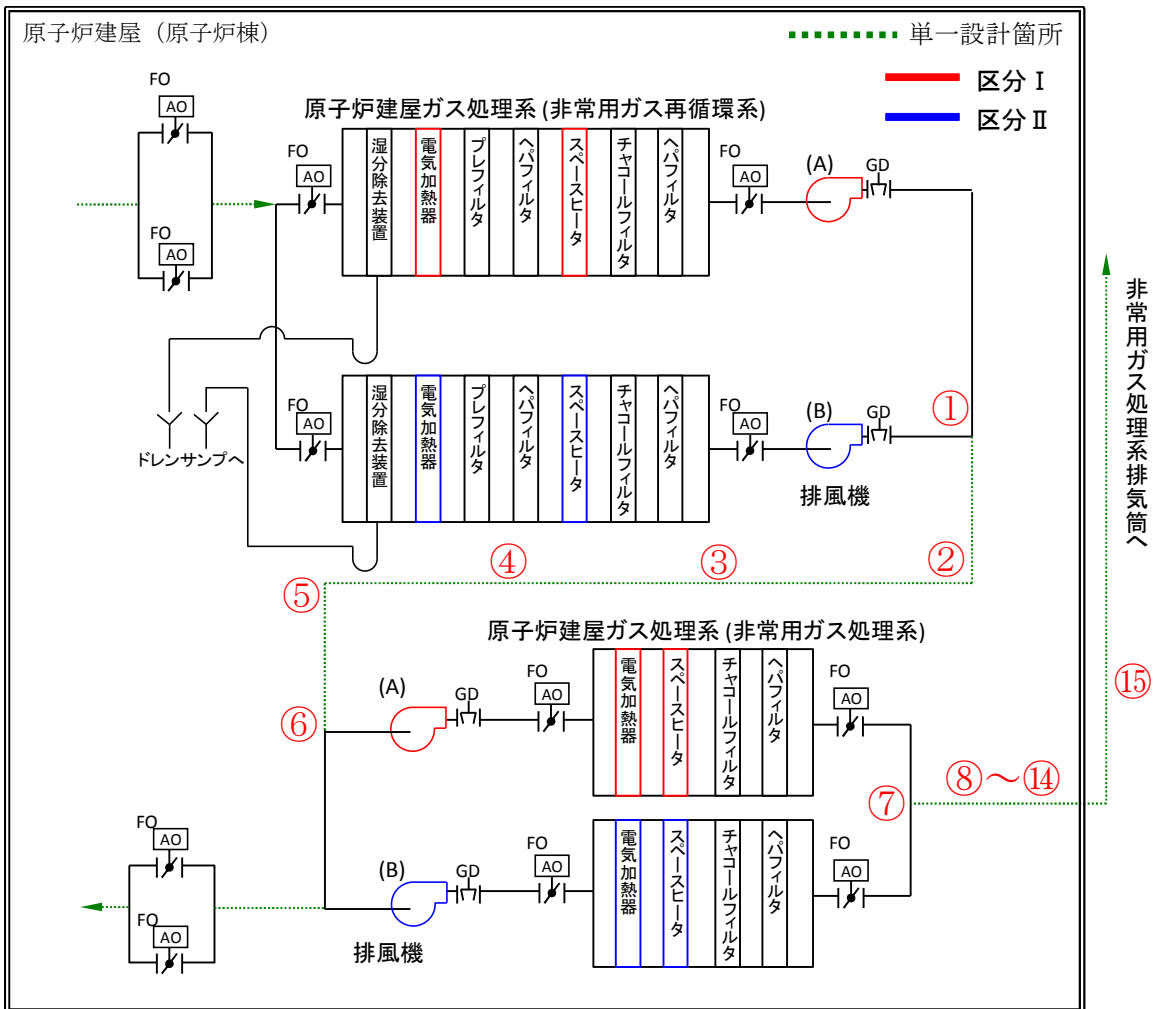 原子炉建屋（原子炉棟）
単一設計箇所
区分Ⅰ
区分Ⅱ
FO
AO
FO
AO
原子炉建屋ガス処理系(非常用ガス再循環系)
FO
AO
湿分除去装置
電気加熱器
プレフィルタ
ヘパフィルタ
スペースヒータ
チャコールフィルタ
ヘパフィルタ
FO
AO
(A)
GD
FO
AO
湿分除去装置
電気加熱器
プレフィルタ
ヘパフィルタ
スペースヒータ
チャコールフィルタ
ヘパフィルタ
FO
AO
(B)
GD
排風機
ドレンサンプへ
①
②
③
④
⑤
⑥
原子炉建屋ガス処理系(非常用ガス処理系)
(A)
GD
FO
AO
電気加熱器
スペースヒータ
チャコールフィルタ
ヘパフィルタ
FO
AO
(B)
GD
FO
AO
電気加熱器
スペースヒータ
チャコールフィルタ
ヘパフィルタ
FO
AO
排風機
FO
AO
FO
AO
⑦
⑧～⑭
⑮
非常用ガス処理系排気筒へ